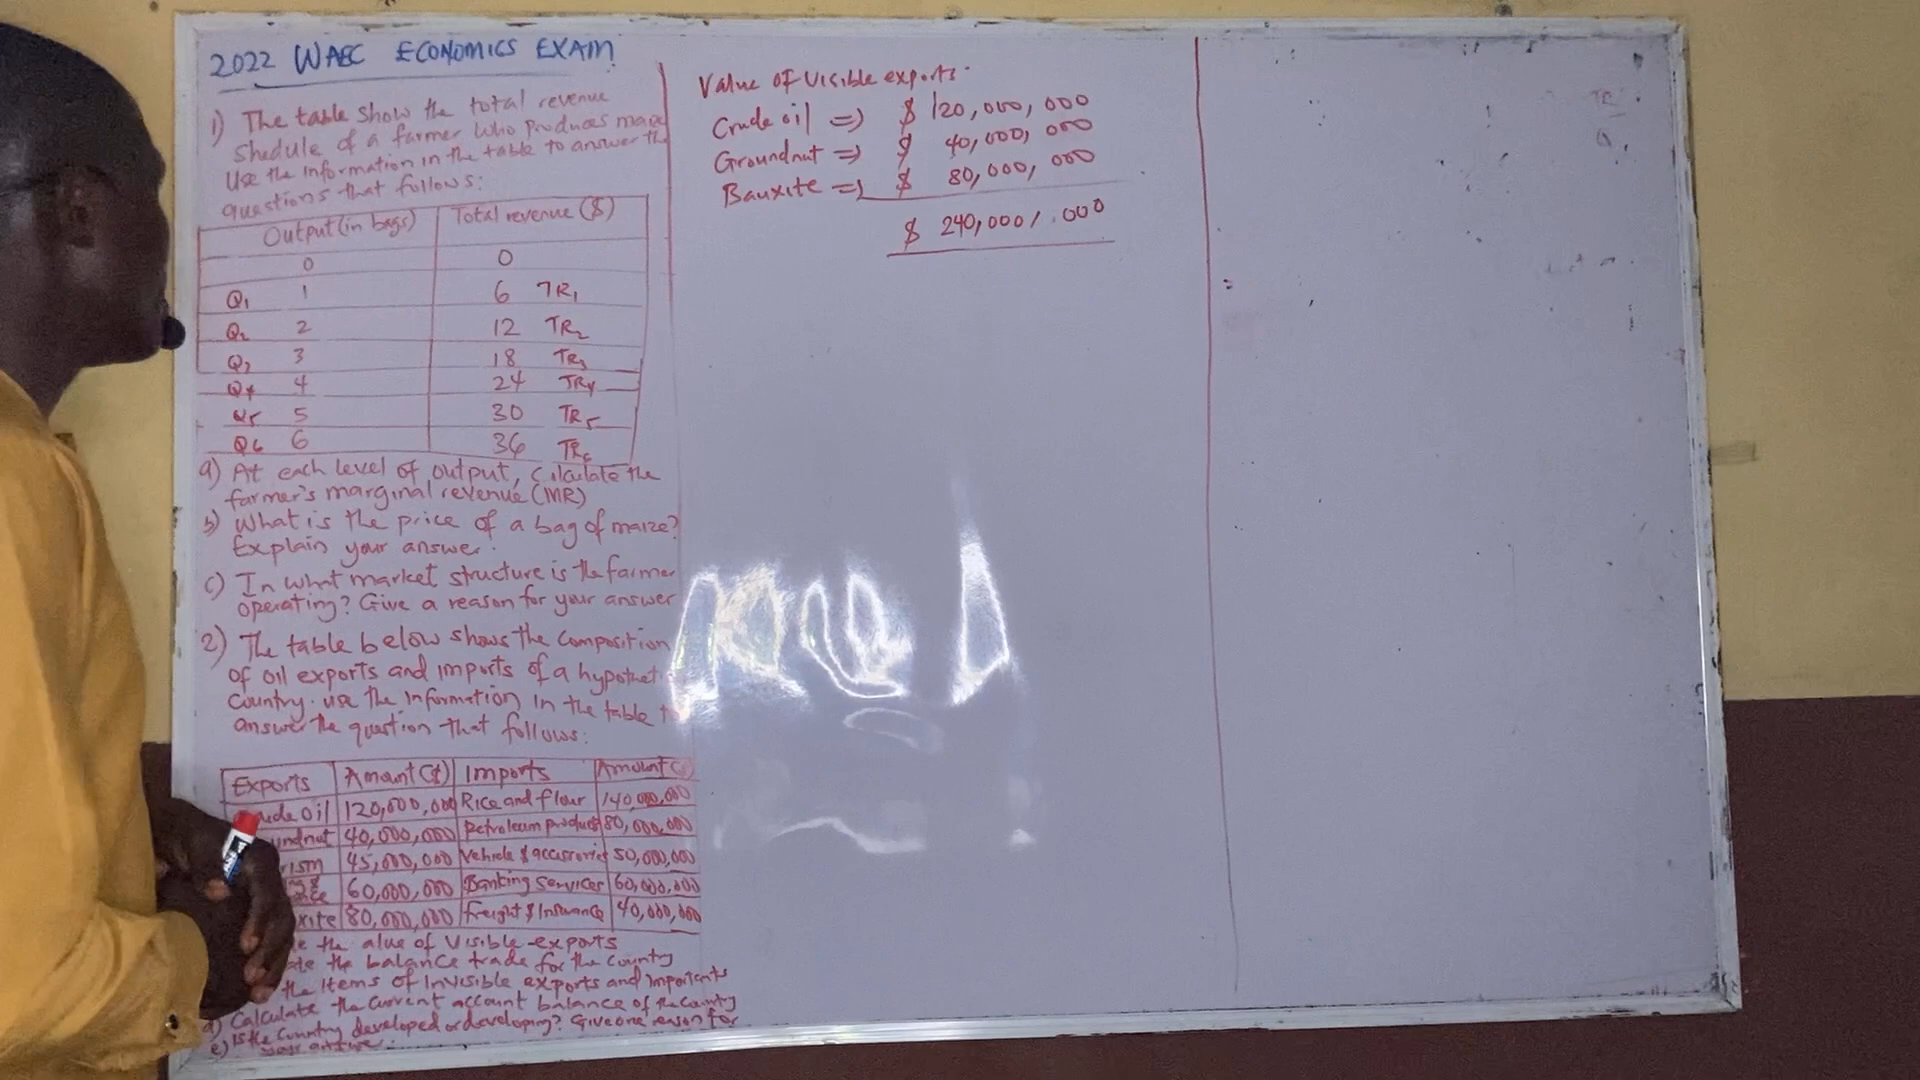 2022 WAEC ECONOMICS EXAM
1) The table show the total revenue
Shedule of a farmer who produces
Use the information in the table to answer the
questions that follows:
Output (in bags) Total revenue ($)
0 0
Q1 1 6 TR1
Q2 2 12 TR2
Q3 3 18 TR3
Q4 4 24 TR4
Q5 5 30 TR5
Q6 6 36 TR6
a) At each level of output, calculate the
farmer's marginal revenue (MR)
b) What is the price of a bag of maize?
Explain your answer.
c) In what market structure is the farmer
operating? Give a reason for your answer
2) The table below shows the composition
of oil exports and imports of a
country. use the information in the table
answer the question that follows:
Exports Amount ($) Imports Amount
Oil 120,000,000 Rice and flour 140,000,000
40,000,000 Petroleum product 80,000,000
45,000,000 Vehicle & accessories 50,000,000
60,000,000 Banking services 60,000,000
80,000,000 freight & Insurance 40,000,000
the alue of Visible exports
the balance trade for the country
the items of Invisible exports and
d) Calculate the current account balance of the country
e) Is the country developed or developing? Give one reason for
your answer.
Value of Visible exports.
Crude oil => $ 120,000,000
Groundnut => $ 40,000,000
Bauxite => $ 80,000,000
$ 240,000,000